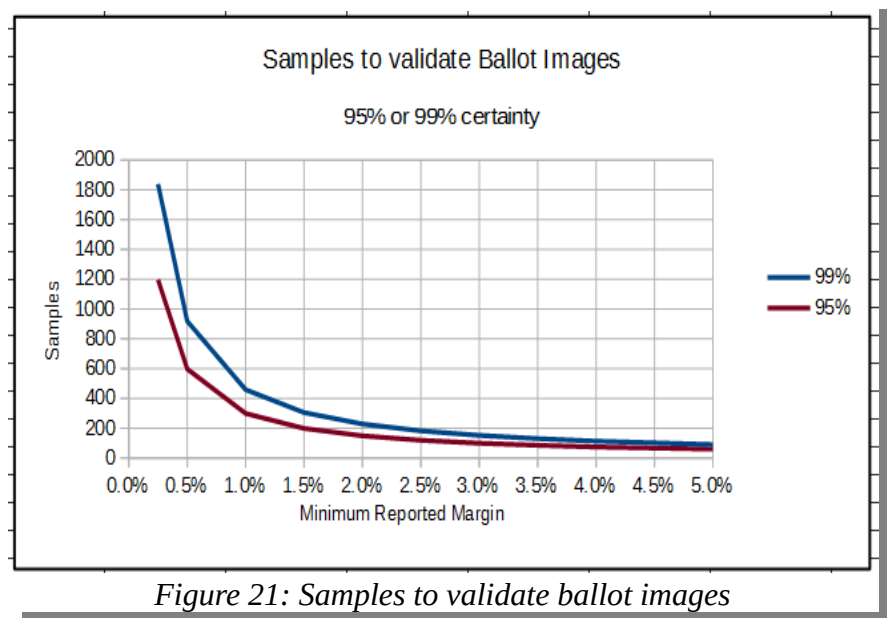 Samples to validate Ballot Images
95% or 99% certainty
2000
1800
1600
1400
1200
1000
800
600
400
200
0
Samples
0.0% 0.5% 1.0% 1.5% 2.0% 2.5% 3.0% 3.5% 4.0% 4.5% 5.0%
Minimum Reported Margin
99%
95%
Figure 21: Samples to validate ballot images